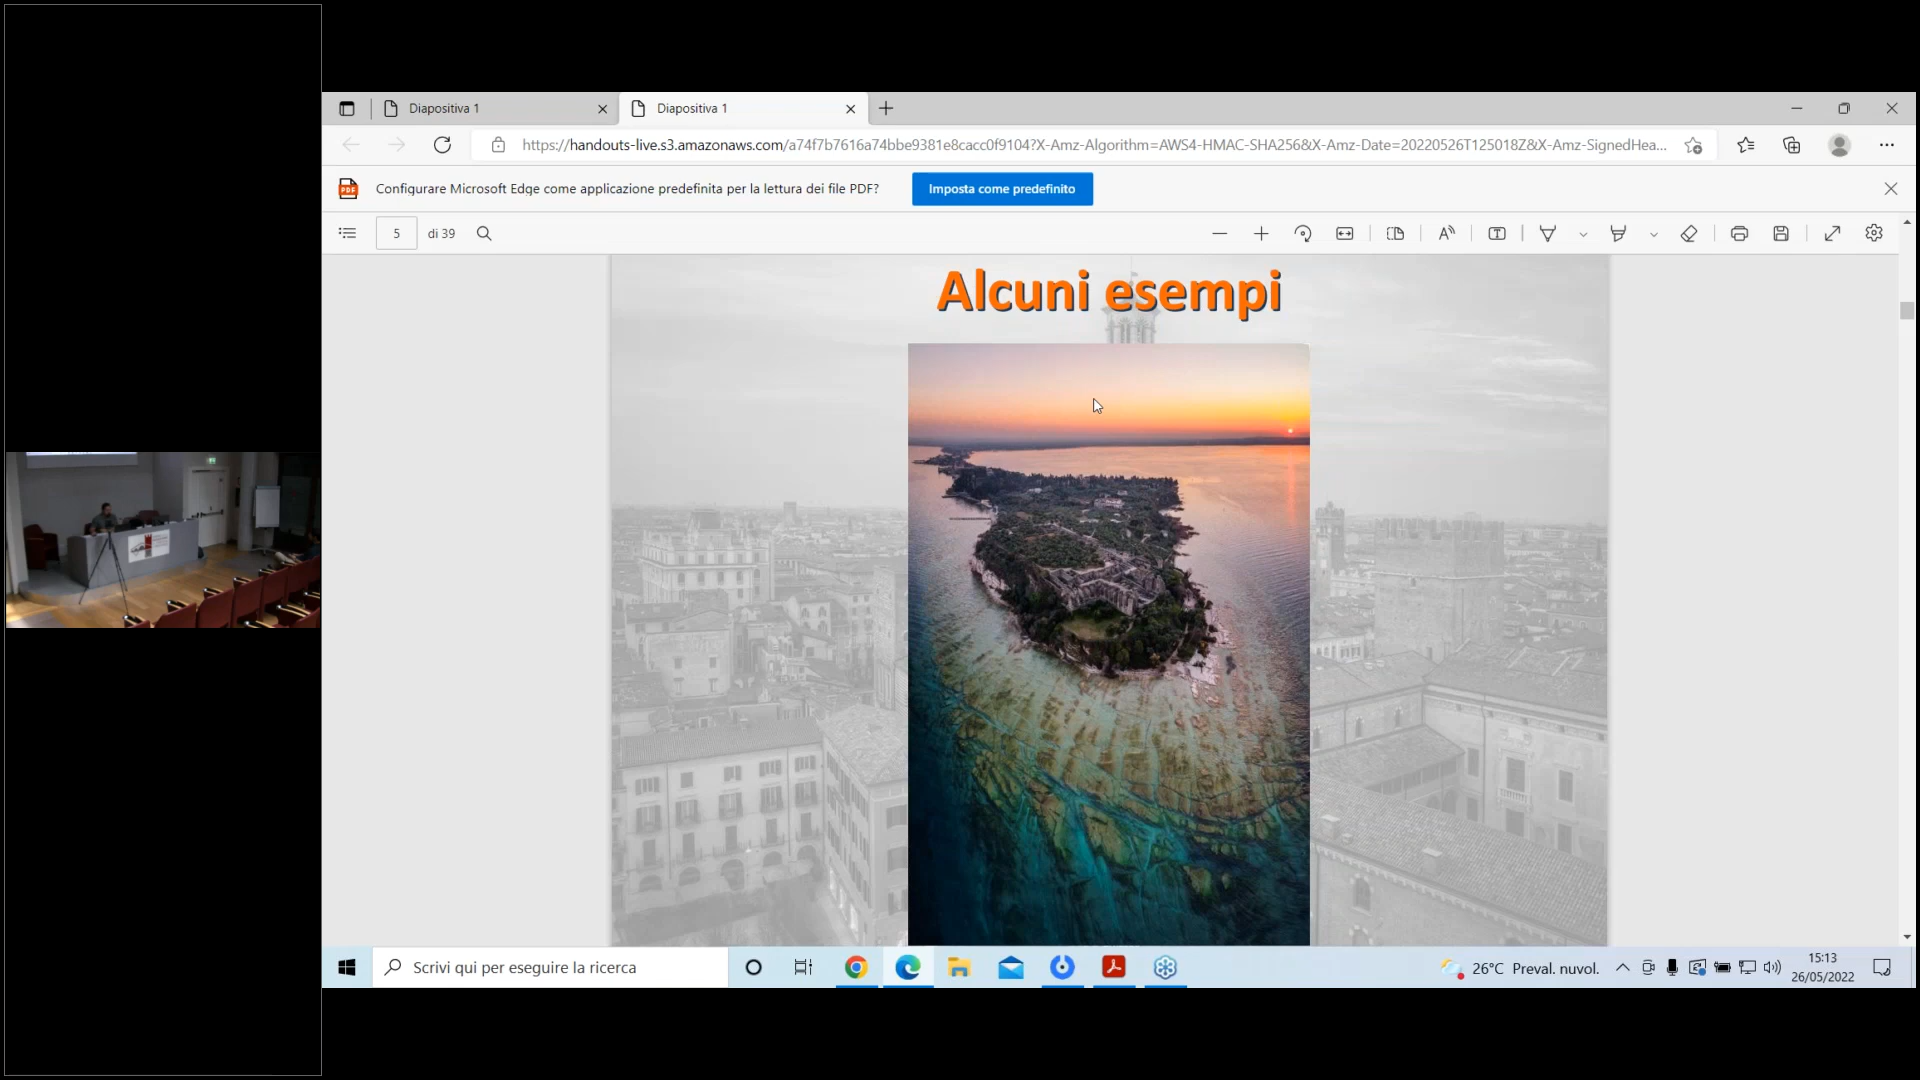 Diapositiva 1
Diapositiva 1
https://handouts-live.s3.amazonaws.com/a74f7b7616a74bbe9381e8cacc0f9104?X-Amz-Algorithm=AWS4-HMAC-SHA256&X-Amz-Date=20220526T125018Z&X-Amz-SignedHea...
Configurare Microsoft Edge come applicazione predefinita per la lettura dei file PDF?
Imposta come predefinito
5 di 39
Alcuni esempi
Scrivi qui per eseguire la ricerca
26°C Preval. nuvol.
15:13
26/05/2022